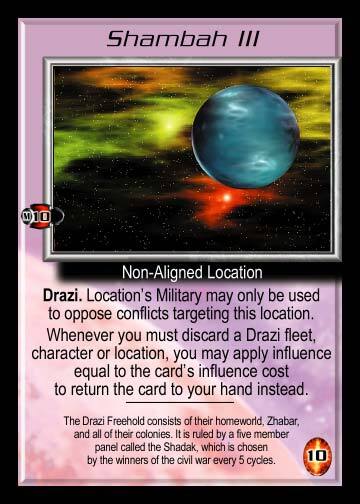 Shambah III
M 10
Non-Aligned Location
Drazi. Location's Military may only be used
to oppose conflicts targeting this location.
Whenever you must discard a Drazi fleet,
character or location, you may apply influence
equal to the card's influence cost
to return the card to your hand instead.
The Drazi Freehold consists of their homeworld, Zhabar,
and all of their colonies. It is ruled by a five member
panel called the Shadak, which is chosen
by the winners of the civil war every 5 cycles.
10